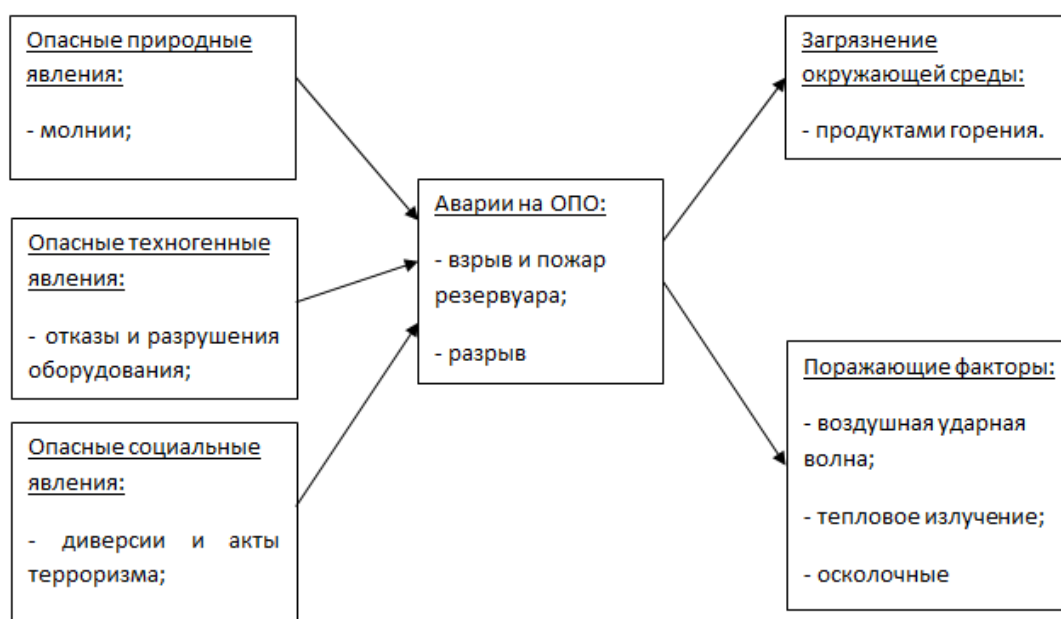 Опасные природные
явления:
- молнии;
Опасные техногенные
явления:
- отказы и разрушения
оборудования;
Опасные социальные
явления:
- диверсии и акты
терроризма;
Аварии на ОПО:
- взрыв и пожар
резервуара;
- разрыв
Загрязнение
окружающей среды:
- продуктами горения.
Поражающие факторы:
- воздушная ударная
волна;
- тепловое излучение;
- осколочные